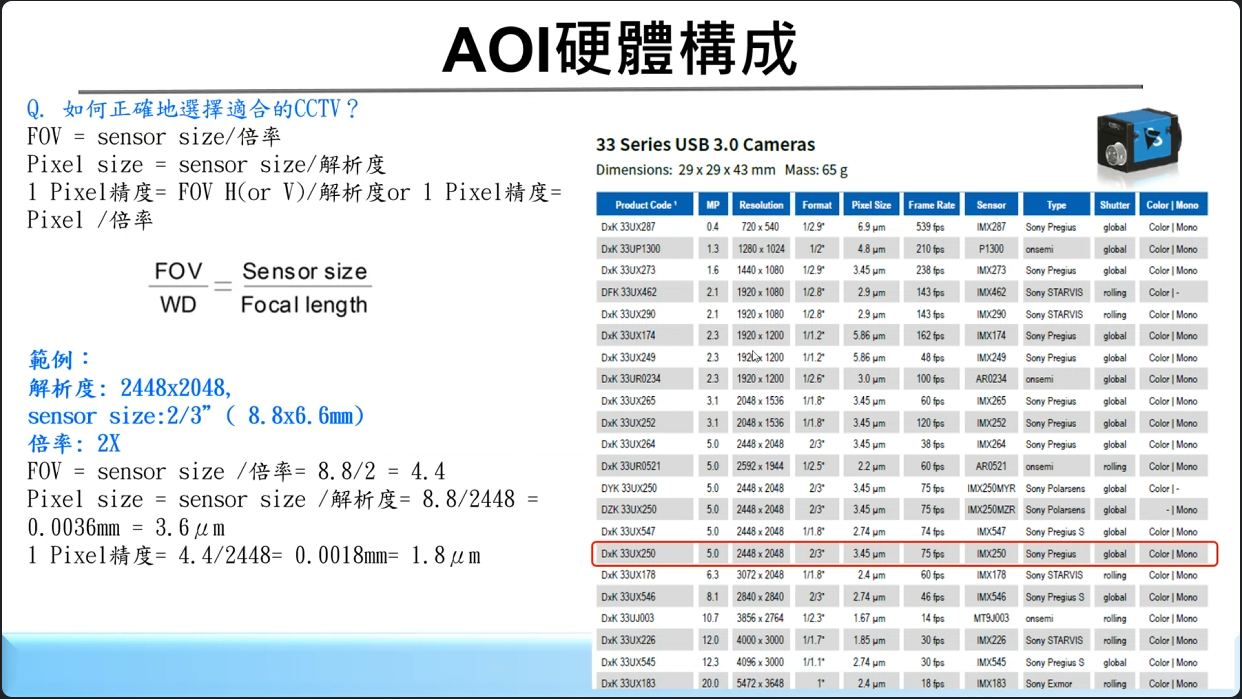 AOI硬體構成
Q. 如何正確地選擇適合的CCTV？
FOV = sensor size/倍率
Pixel size = sensor size/解析度
1 Pixel精度= FOV H(or V)/解析度or 1 Pixel精度=
Pixel /倍率
FOV = Sensor size
WD Focal length
範例：
解析度: 2448x2048,
sensor size:2/3” ( 8.8x6.6mm)
倍率: 2X
FOV = sensor size /倍率= 8.8/2 = 4.4
Pixel size = sensor size /解析度= 8.8/2448 =
0.0036mm = 3.6μm
1 Pixel精度= 4.4/2448= 0.0018mm= 1.8μm
33 Series USB 3.0 Cameras
Dimensions: 29 x 29 x 43 mm Mass: 65 g
Product Code ¹ MP Resolution Format Pixel Size Frame Rate Sensor Type Shutter Color | Mono
DxK 33UX287 0.4 720 x 540 1/2.9" 6.9 µm 539 fps IMX287 Sony Pregius global Color | Mono
DxK 33UP1300 1.3 1280 x 1024 1/2" 4.8 µm 210 fps P1300 onsemi global Color | Mono
DxK 33UX273 1.6 1440 x 1080 1/2.9" 3.45 µm 238 fps IMX273 Sony Pregius global Color | Mono
DFK 33UX462 2.1 1920 x 1080 1/2.8" 2.9 µm 143 fps IMX462 Sony STARVIS rolling Color | -
DxK 33UX290 2.1 1920 x 1080 1/2.8" 2.9 µm 143 fps IMX290 Sony STARVIS rolling Color | Mono
DxK 33UX174 2.3 1920 x 1200 1/1.2" 5.86 µm 162 fps IMX174 Sony Pregius global Color | Mono
DxK 33UX249 2.3 1920 x 1200 1/1.2" 5.86 µm 48 fps IMX249 Sony Pregius global Color | Mono
DxK 33UR0234 2.3 1920 x 1200 1/2.6" 3.0 µm 100 fps AR0234 onsemi global Color | Mono
DxK 33UX265 3.1 2048 x 1536 1/1.8" 3.45 µm 60 fps IMX265 Sony Pregius global Color | Mono
DxK 33UX252 3.1 2048 x 1536 1/1.8" 3.45 µm 120 fps IMX252 Sony Pregius global Color | Mono
DxK 33UX264 5.0 2448 x 2048 2/3" 3.45 µm 38 fps IMX264 Sony Pregius global Color | Mono
DxK 33UR0521 5.0 2592 x 1944 1/2.5" 2.2 µm 60 fps AR0521 onsemi rolling Color | Mono
DYK 33UX250 5.0 2448 x 2048 2/3" 3.45 µm 75 fps IMX250MYR Sony Polarsens global Color | -
DZK 33UX250 5.0 2448 x 2048 2/3" 3.45 µm 75 fps IMX250MZR Sony Polarsens global - | Mono
DxK 33UX547 5.0 2448 x 2048 1/1.8" 2.74 µm 74 fps IMX547 Sony Pregius S global Color | Mono
DxK 33UX250 5.0 2448 x 2048 2/3" 3.45 µm 75 fps IMX250 Sony Pregius global Color | Mono
DxK 33UX178 6.3 3072 x 2048 1/1.8" 2.4 µm 60 fps IMX178 Sony STARVIS rolling Color | Mono
DxK 33UX546 8.1 2840 x 2840 2/3" 2.74 µm 46 fps IMX546 Sony Pregius S global Color | Mono
DxK 33UJ003 10.7 3856 x 2764 1/2.3" 1.67 µm 14 fps MT9J003 onsemi rolling Color | Mono
DxK 33UX226 12.0 4000 x 3000 1/1.7" 1.85 µm 30 fps IMX226 Sony STARVIS rolling Color | Mono
DxK 33UX545 12.3 4096 x 3000 1/1.1" 2.74 µm 30 fps IMX545 Sony Pregius S global Color | Mono
DxK 33UX183 20.0 5472 x 3648 1" 2.4 µm 18 fps IMX183 Sony Exmor rolling Color | Mono